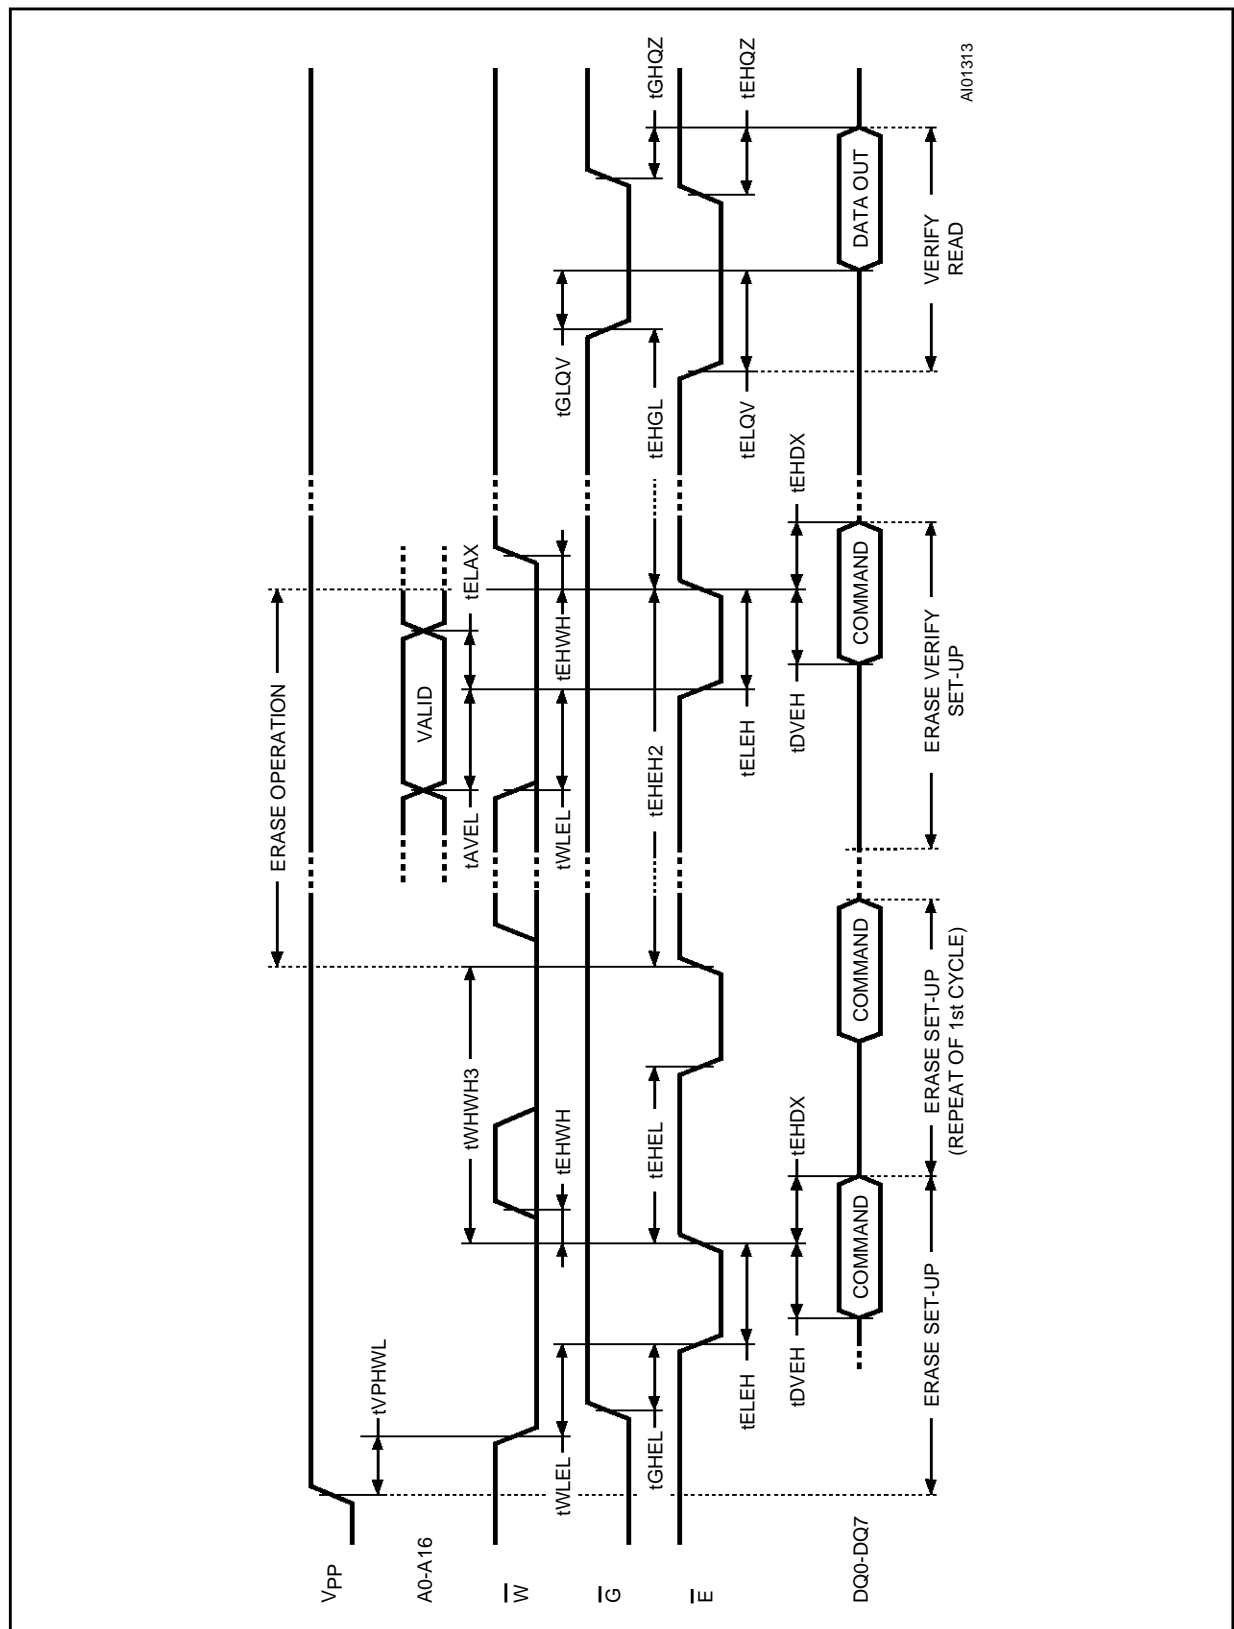 ERASE OPERATION
VPP
tVPHWL
A0-A16
VALID
tAVEL
tELAX
tWHWH3
W
tWLEL
tEHWH
tWLEL
tEHWH
tGLQV
G
tGHEL
tEHEL
tEHEH2
tEHGL
tGHQZ
E
tELEH
tELEH
tELQV
tEHQZ
tDVEH
tEHDX
tDVEH
tEHDX
DQ0-DQ7
COMMAND
COMMAND
COMMAND
DATA OUT
ERASE SET-UP
ERASE SET-UP
(REPEAT OF 1st CYCLE)
ERASE VERIFY
SET-UP
VERIFY
READ
AI01313